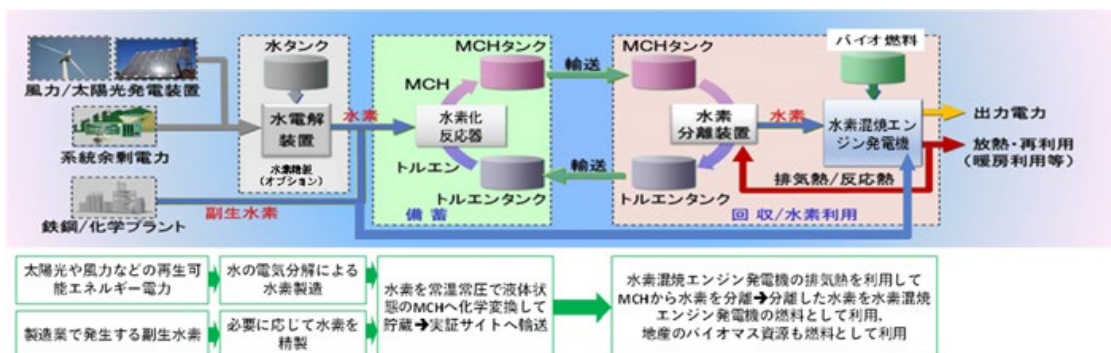 風力/太陽光発電装置
系統余剰電力
鉄鋼/化学プラント
副生水素
水タンク
水電解
装置
水素精製
(オプション)
水素
MCHタンク
MCH
水素化
反応器
トルエン
トルエンタンク
備 蓄
輸送
輸送
MCHタンク
水素
分離装置
トルエンタンク
水素
バイオ燃料
水素混焼エン
ジン発電機
排気熱/反応熱
回 収/水素利用
出力電力
放熱・再利用
(暖房利用等)
太陽光や風力などの再生可
能エネルギー電力
水の電気分解による
水素製造
製造業で発生する副生水素
必要に応じて水素を
精製
水素を常温常圧で液体状
態のMCHへ化学変換して
貯蔵➔実証サイトへ輸送
水素混焼エンジン発電機の排気熱を利用して
MCHから水素を分離➔分離した水素を水素混焼
エンジン発電機の燃料として利用,
地産のバイオマス資源も燃料として利用